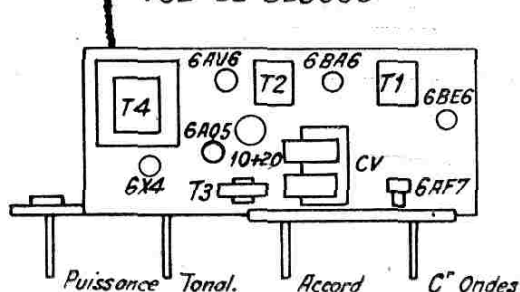 6AV6
6BA6
T2
T1
T4
6BE6
6AQ5
10+20
CV
6X4
T3
6AF7
Puissance
Tonal.
Accord
Cʳ Ondes